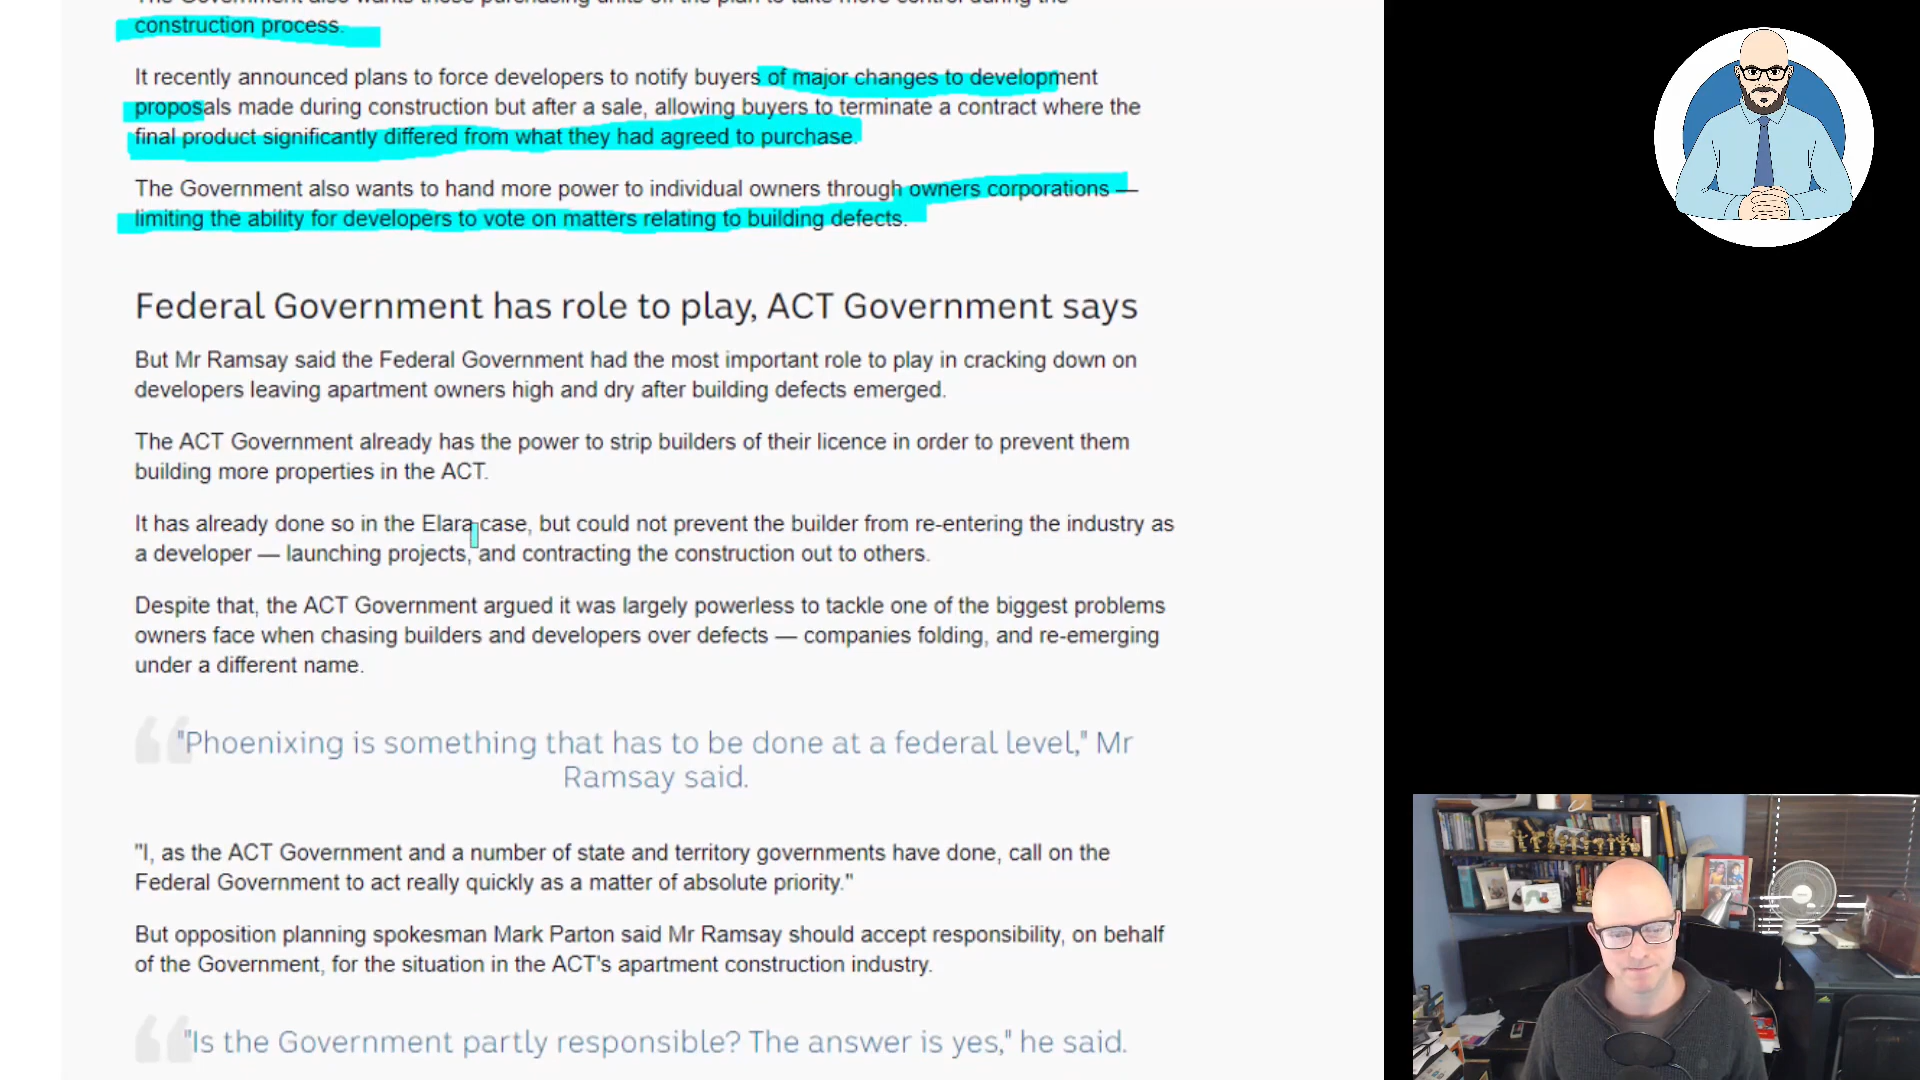 construction process.
It recently announced plans to force developers to notify buyers of major changes to development
proposals made during construction but after a sale, allowing buyers to terminate a contract where the
final product significantly differed from what they had agreed to purchase.
The Government also wants to hand more power to individual owners through owners corporations —
limiting the ability for developers to vote on matters relating to building defects.
Federal Government has role to play, ACT Government says
But Mr Ramsay said the Federal Government had the most important role to play in cracking down on
developers leaving apartment owners high and dry after building defects emerged.
The ACT Government already has the power to strip builders of their licence in order to prevent them
building more properties in the ACT.
It has already done so in the Elara case, but could not prevent the builder from re-entering the industry as
a developer — launching projects, and contracting the construction out to others.
Despite that, the ACT Government argued it was largely powerless to tackle one of the biggest problems
owners face when chasing builders and developers over defects — companies folding, and re-emerging
under a different name.
"Phoenixing is something that has to be done at a federal level," Mr
Ramsay said.
"I, as the ACT Government and a number of state and territory governments have done, call on the
Federal Government to act really quickly as a matter of absolute priority."
But opposition planning spokesman Mark Parton said Mr Ramsay should accept responsibility, on behalf
of the Government, for the situation in the ACT's apartment construction industry.
"Is the Government partly responsible? The answer is yes," he said.